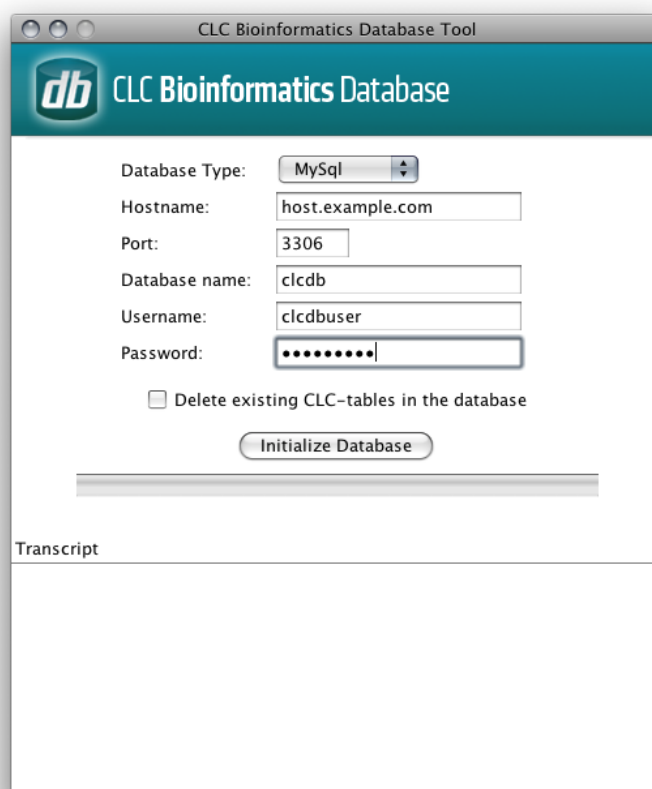 CLC Bioinformatics Database Tool
db CLC Bioinformatics Database
Database Type: MySql
Hostname: host.example.com
Port: 3306
Database name: clcdb
Username: clcdbuser
Password: •••••••••
Delete existing CLC-tables in the database
Initialize Database
Transcript